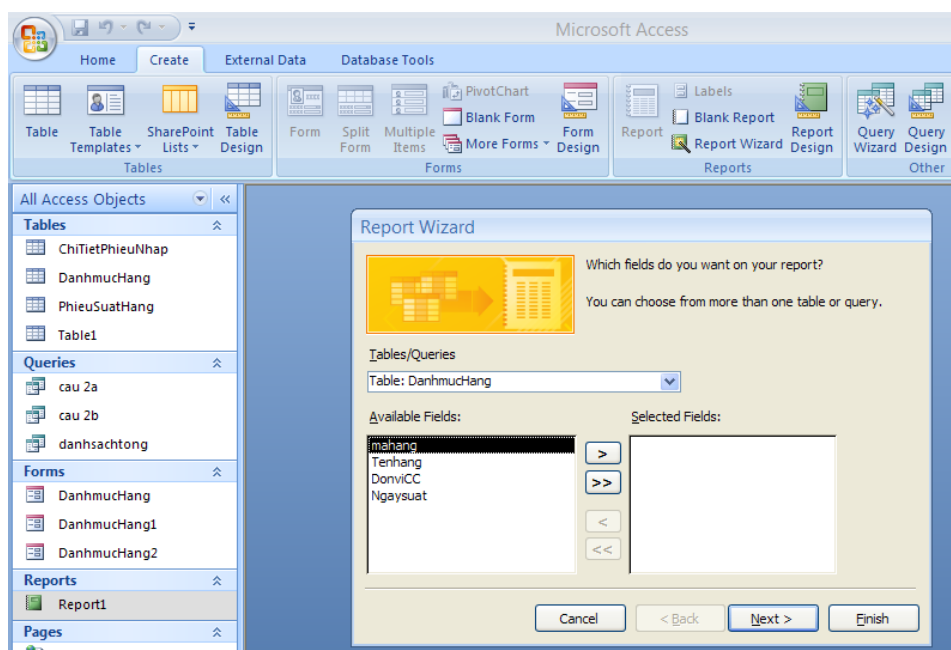 Microsoft Access
Home Create External Data Database Tools
Table
Table Templates
SharePoint Lists
Table Design
Tables
Form
Split Form
Multiple Items
PivotChart
Blank Form
More Forms
Form Design
Forms
Report
Labels
Blank Report
Report Wizard
Report Design
Reports
Query Wizard
Query Design
Other
All Access Objects
Tables
ChiTietPhieuNhap
DanhmucHang
PhieuSuatHang
Table1
Queries
cau 2a
cau 2b
danhsachtong
Forms
DanhmucHang
DanhmucHang1
DanhmucHang2
Reports
Report1
Pages
Report Wizard
Which fields do you want on your report?
You can choose from more than one table or query.
Tables/Queries
Table: DanhmucHang
Available Fields:
mahang
Tenhang
DonviCC
Ngaysuat
>
>>
<
<<
Selected Fields:
Cancel < Back Next > Finish